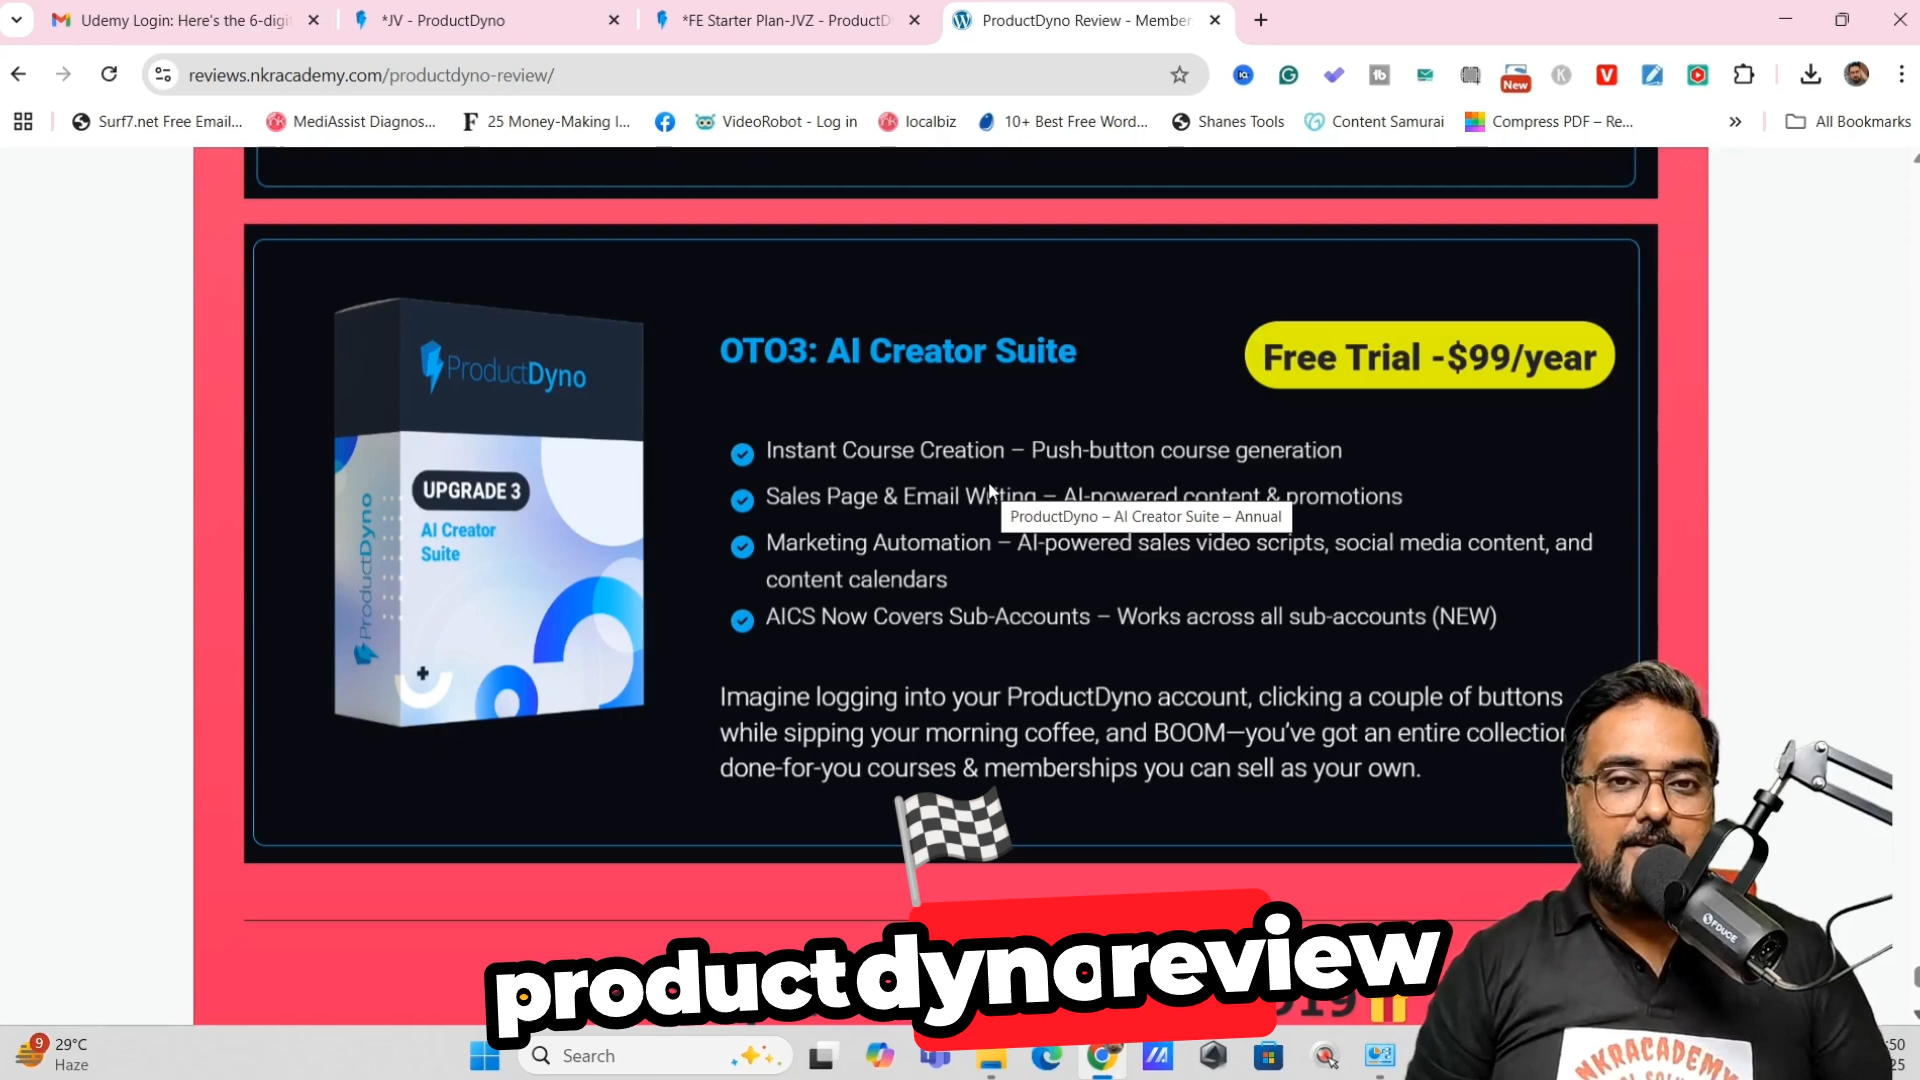 Udemy Login: Here's the 6-digi
*JV - ProductDyno
*FE Starter Plan-JVZ - ProductD
ProductDyno Review - Member
reviews.nkracademy.com/productdyno-review/
New
Surf7.net Free Email...
MediAssist Diagnos...
25 Money-Making I...
VideoRobot - Log in
localbiz
10+ Best Free Word...
Shanes Tools
Content Samurai
Compress PDF – Re...
All Bookmarks
ProductDyno
UPGRADE 3
AI Creator
Suite
ProductDyno
OTO3: AI Creator Suite
Free Trial -$99/year
Instant Course Creation – Push-button course generation
Sales Page & Email Writing – AI-powered content & promotions
ProductDyno – AI Creator Suite – Annual
Marketing Automation – AI-powered sales video scripts, social media content, and
content calendars
AICS Now Covers Sub-Accounts – Works across all sub-accounts (NEW)
Imagine logging into your ProductDyno account, clicking a couple of buttons
while sipping your morning coffee, and BOOM—you've got an entire collection
done-for-you courses & memberships you can sell as your own.
product dyno review
FDUCE
NKRACADEMY
9
29°C
Haze
Search